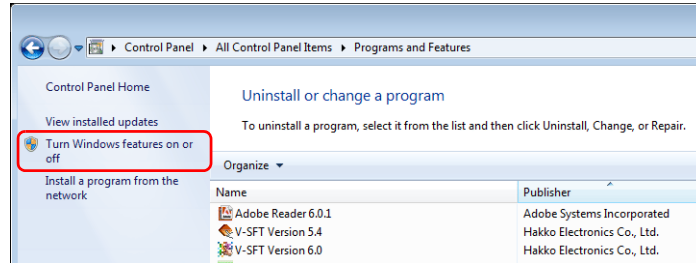 Control Panel ▸ All Control Panel Items ▸ Programs and Features
Control Panel Home
View installed updates
Turn Windows features on or
off
Install a program from the
network
Uninstall or change a program
To uninstall a program, select it from the list and then click Uninstall, Change, or Repair.
Organize
Name Publisher
Adobe Reader 6.0.1 Adobe Systems Incorporated
V-SFT Version 5.4 Hakko Electronics Co., Ltd.
V-SFT Version 6.0 Hakko Electronics Co., Ltd.